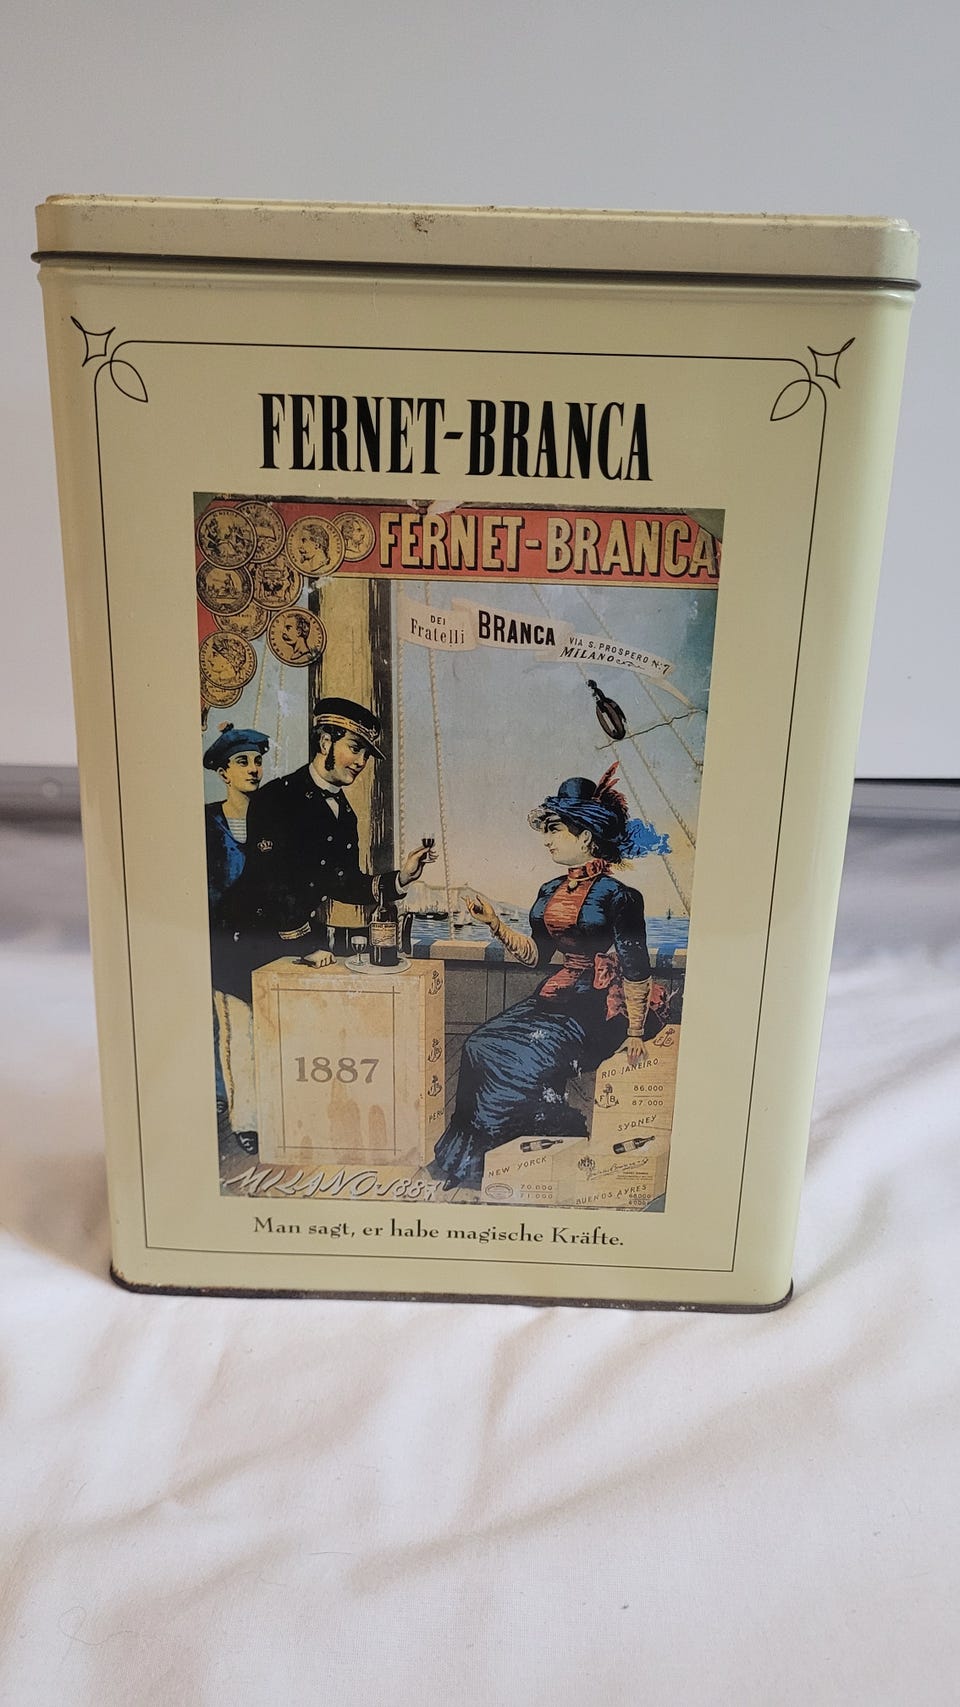 FERNET-BRANCA
FERNET-BRANCA
DEI
Fratelli BRANCA VIA S. PROSPERO N:7
MILANO
1887
RIO JANEIRO
86.000
F B
87.000
SYDNEY
NEW YORCK
70.000
71.000
BUENOS AYRES
MILANO-1887
Man sagt, er habe magische Kräfte.